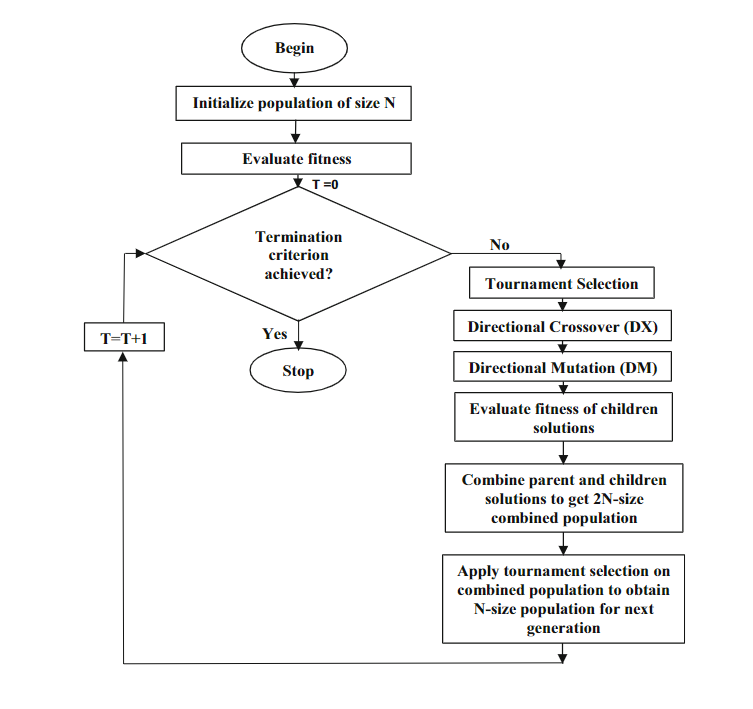 Begin
Initialize population of size N
Evaluate fitness
T =0
Termination
criterion
achieved?
No
Yes
Stop
T=T+1
Tournament Selection
Directional Crossover (DX)
Directional Mutation (DM)
Evaluate fitness of children
solutions
Combine parent and children
solutions to get 2N-size
combined population
Apply tournament selection on
combined population to obtain
N-size population for next
generation